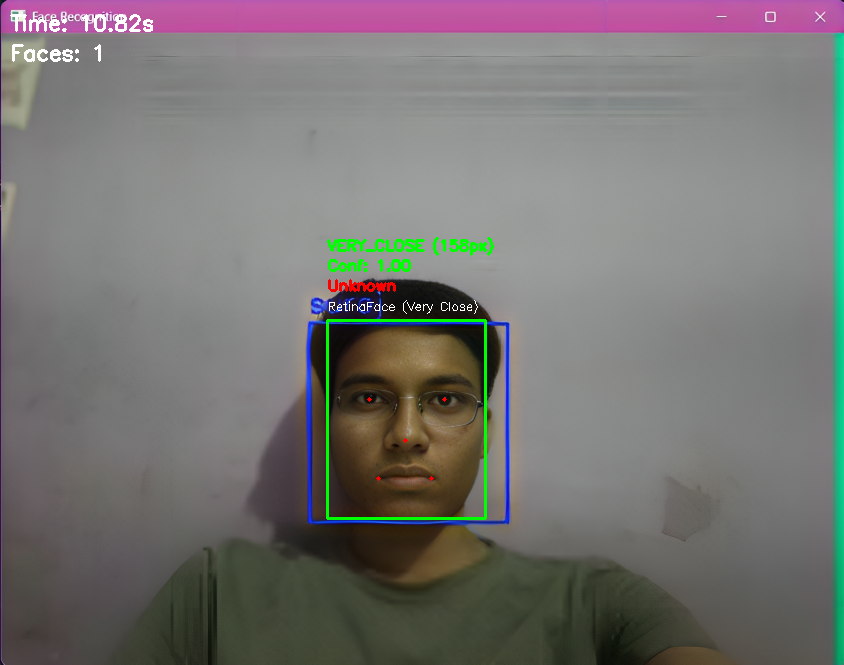 Face Recognition
Time: 10.82s
Faces: 1
VERY_CLOSE (158px)
Conf: 1.00
Unknown
RetinaFace (Very Close)